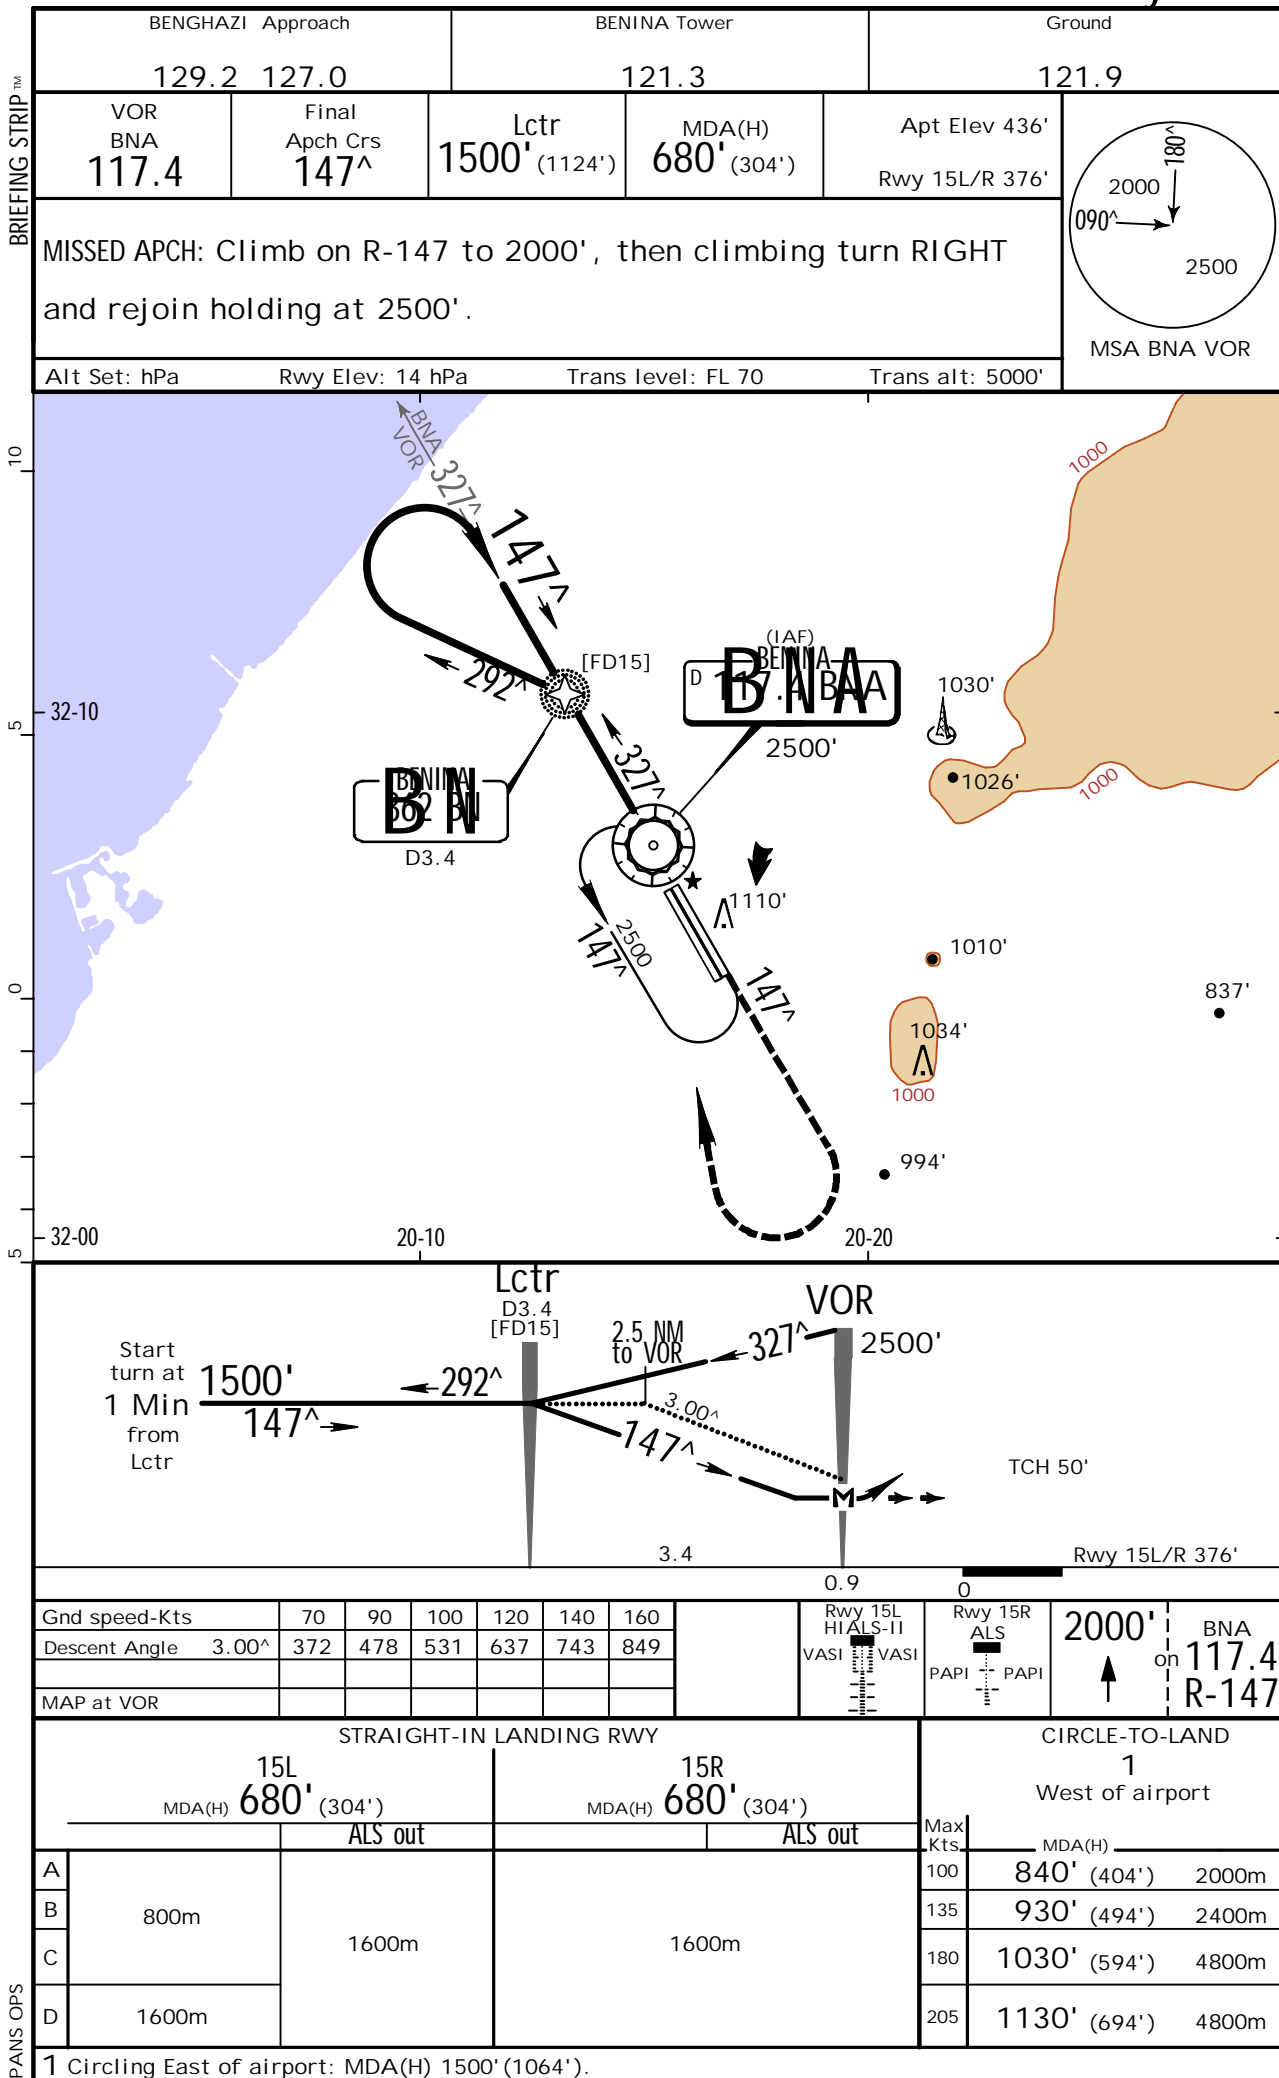 BRIEFING STRIP™
BENGHAZI Approach
129.2 127.0
BENINA Tower
121.3
Ground
121.9
VOR
BNA
117.4
Final
Apch Crs
147^
Lctr
1500' (1124')
MDA(H)
680' (304')
Apt Elev 436'
Rwy 15L/R 376'
MISSED APCH: Climb on R-147 to 2000', then climbing turn RIGHT
and rejoin holding at 2500'.
180^
2000
090^
2500
MSA BNA VOR
Alt Set: hPa
Rwy Elev: 14 hPa
Trans level: FL 70
Trans alt: 5000'
10
5
0
5
BNA
VOR
327^
147^
1000
292^
[FD15]
32-10
(IAF)
BENINA
D 117.4 BNA
BNA
2500'
1030'
1026'
1000
327^
BENINA
362 BN
BN
D3.4
1110'
2500
147^
147^
1010'
837'
1034'
1000
994'
32-00
20-10
20-20
Lctr
D3.4
[FD15]
VOR
2500'
2.5 NM
to VOR
327^
Start
turn at
1 Min
from
Lctr
1500'
292^
147^
3.00^
147^
TCH 50'
M
3.4
Rwy 15L/R 376'
0.9
0
Gnd speed-Kts 70 90 100 120 140 160
Descent Angle 3.00^ 372 478 531 637 743 849
MAP at VOR
Rwy 15L
HIALS-II
VASI VASI
Rwy 15R
ALS
PAPI PAPI
2000'
on
BNA
117.4
R-147
STRAIGHT-IN LANDING RWY
15L
MDA(H) 680' (304')
15R
MDA(H) 680' (304')
ALS out
ALS out
CIRCLE-TO-LAND
1
West of airport
Max
Kts
MDA(H)
A
B
C
D
800m
1600m
1600m
1600m
100 840' (404') 2000m
135 930' (494') 2400m
180 1030' (594') 4800m
205 1130' (694') 4800m
PANS OPS
1 Circling East of airport: MDA(H) 1500' (1064').